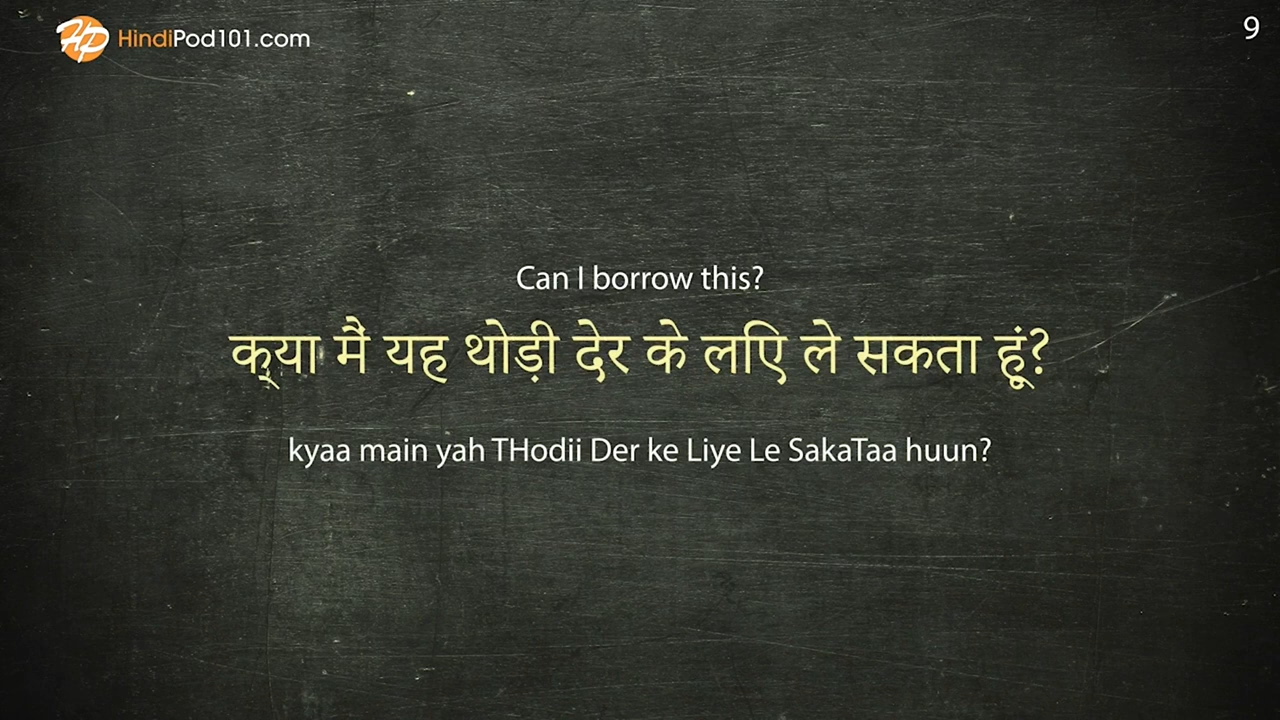 HindiPod101.com
9
Can I borrow this?
क्या मैं यह थोड़ी देर के लिए ले सकता हूं?
kyaa main yah THodii Der ke Liye Le SakaTaa huun?